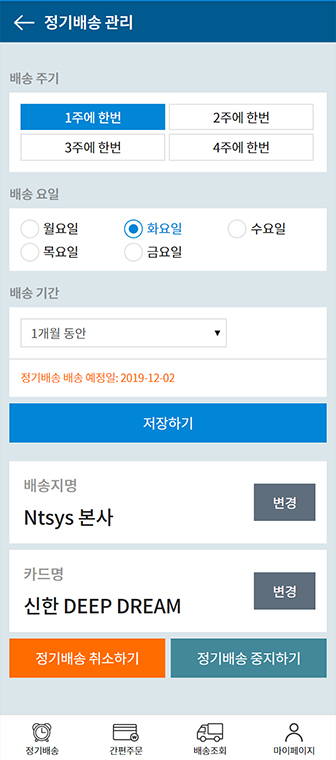 정기배송 관리
배송 주기
1주에 한번 2주에 한번
3주에 한번 4주에 한번
배송 요일
월요일 화요일 수요일
목요일 금요일
배송 기간
1개월 동안
정기배송 배송 예정일: 2019-12-02
저장하기
배송지명
Ntsys 본사
변경
카드명
신한 DEEP DREAM
변경
정기배송 취소하기 정기배송 중지하기
정기배송 간편주문 배송조회 마이페이지